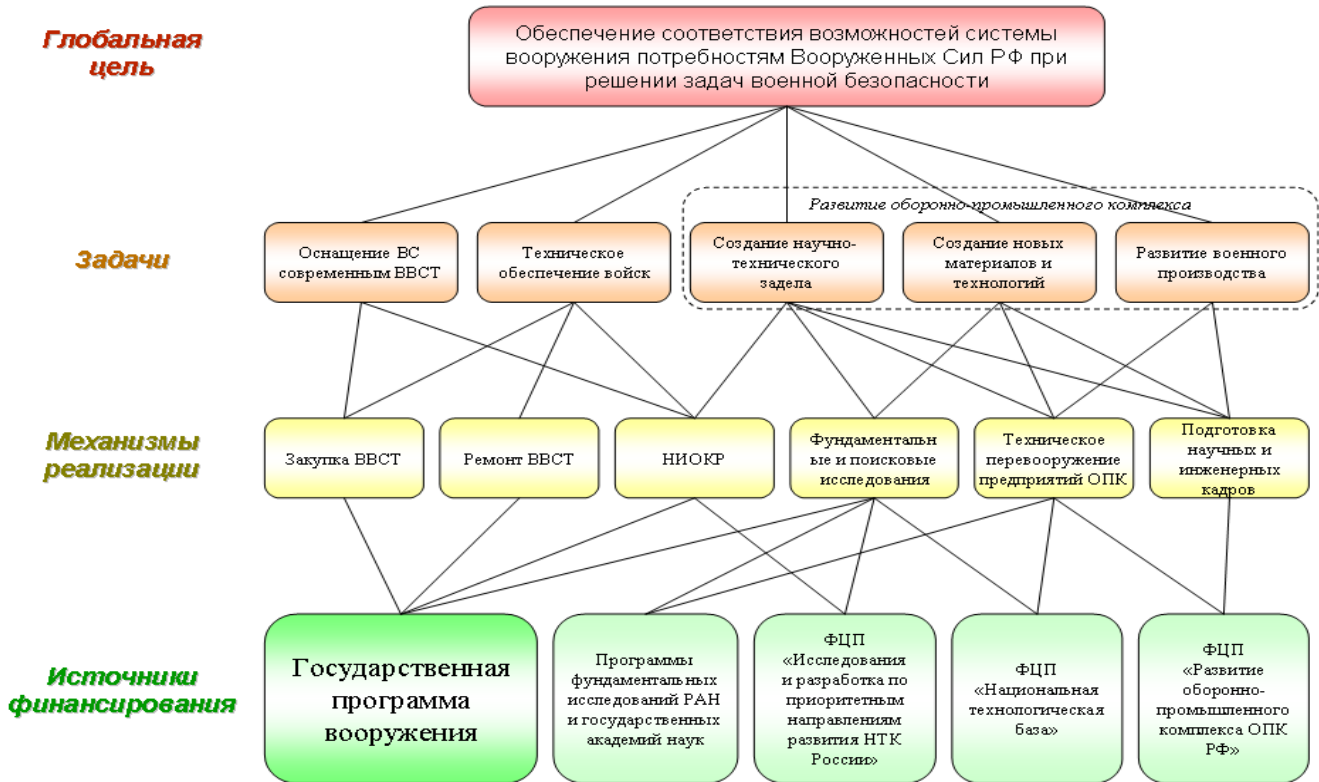 Глобальная
цель
Обеспечение соответствия возможностей системы
вооружения потребностям Вооруженных Сил РФ при
решении задач военной безопасности
Развитие оборонно-промышленного комплекса
Задачи
Оснащение ВС
современным ВВСТ
Техническое
обеспечение войск
Создание научно-
технического
задела
Создание новых
материалов и
технологий
Развитие военного
производства
Механизмы
реализации
Закупка ВВСТ
Ремонт ВВСТ
НИОКР
Фундаментальн
ые и поисковые
исследования
Техническое
перевооружение
предприятий ОПК
Подготовка
научных и
инженерных
кадров
Источники
финансирования
Государственная
программа
вооружения
Программы
фундаментальных
исследований РАН
и государственных
академий наук
ФЦП
«Исследования
и разработка по
приоритетным
направлениям
развития НТК
России»
ФЦП
«Национальная
технологическая
база»
ФЦП
«Развитие
оборонно-
промышленного
комплекса ОПК
РФ»